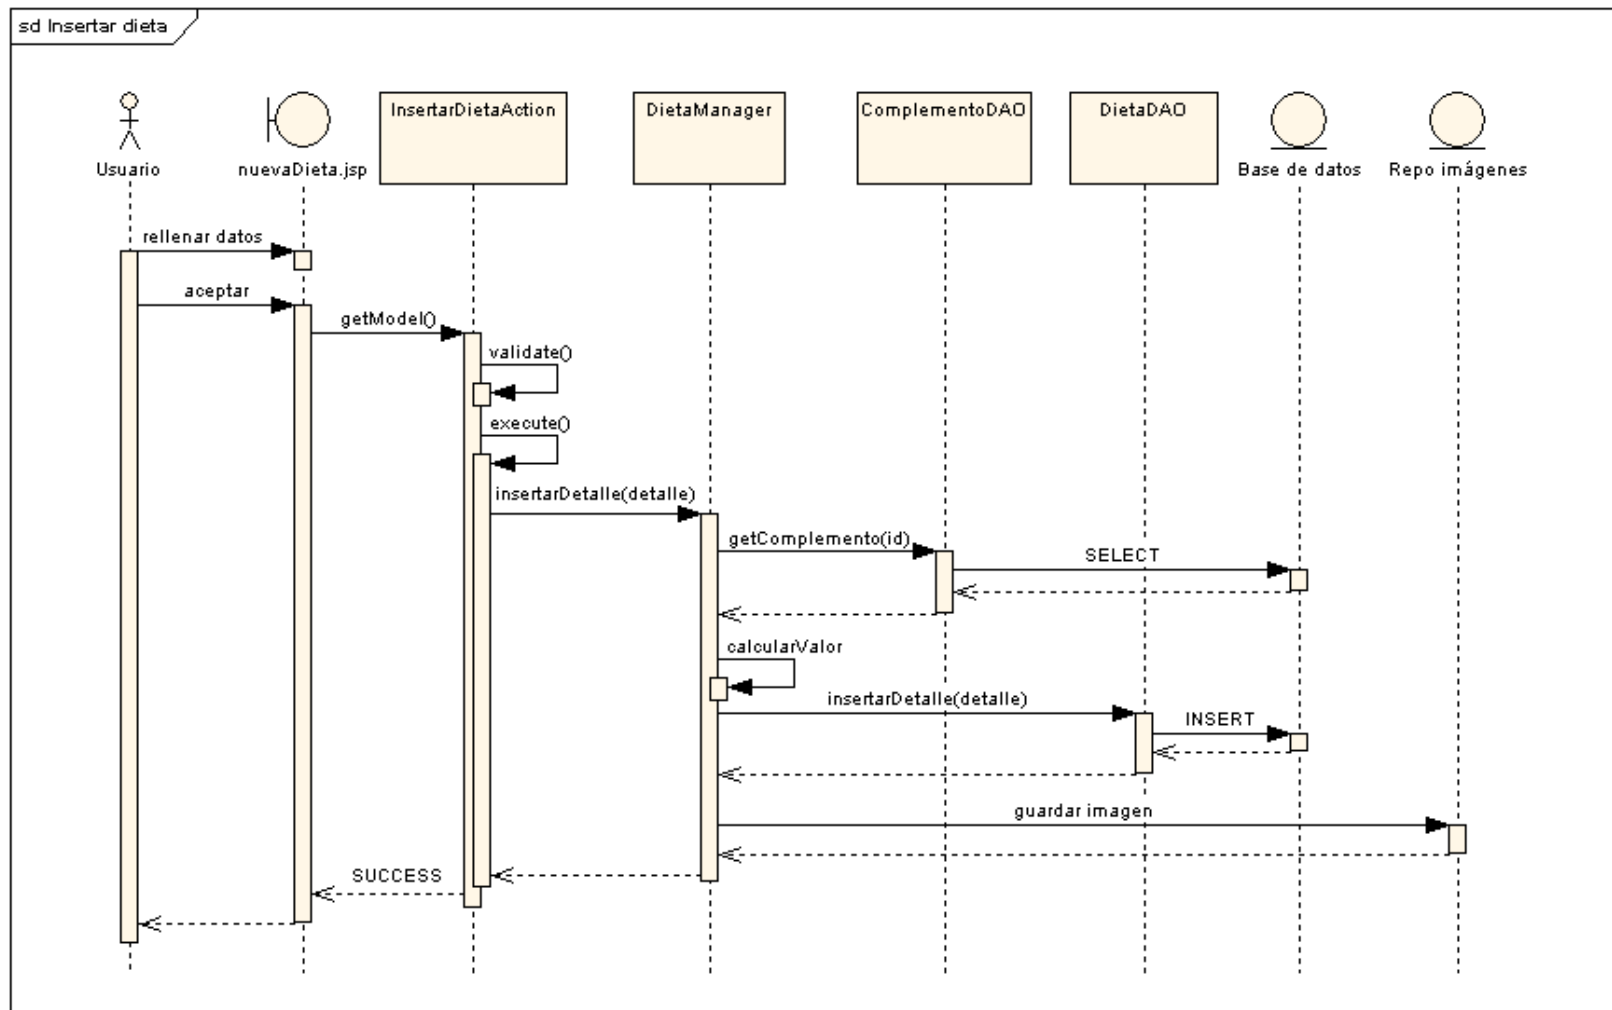 sd Insertar dieta
InsertarDietaAction
DietaManager
ComplementoDAO
DietaDAO
Usuario
nuevaDieta.jsp
Base de datos
Repo imágenes
rellenar datos
aceptar
getModel()
validate()
execute()
insertarDetalle(detalle)
getComplemento(id)
SELECT
calcularValor
insertarDetalle(detalle)
INSERT
guardar imagen
SUCCESS